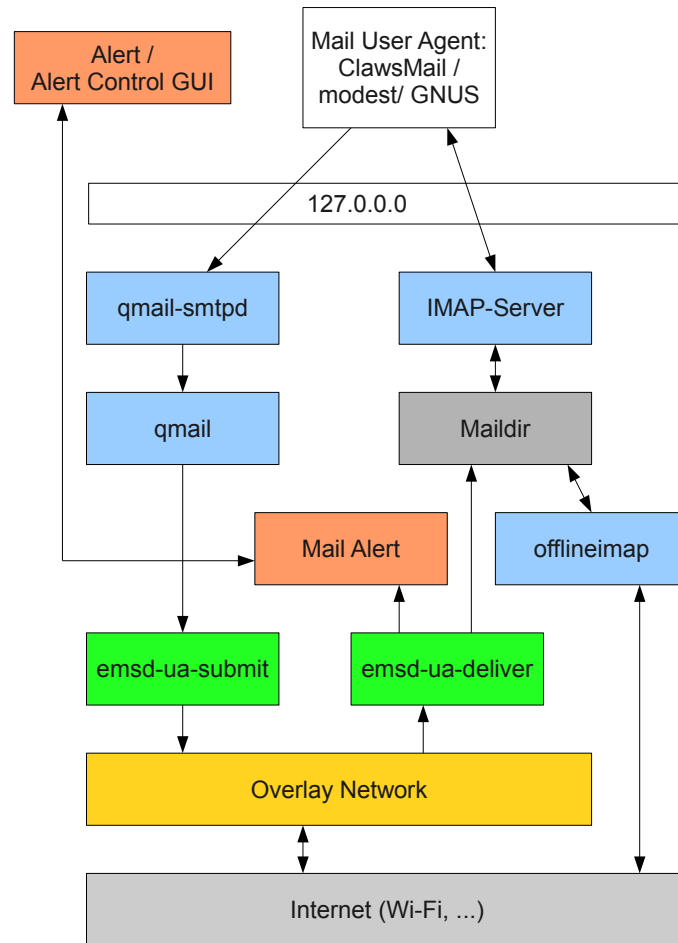 Alert /
Alert Control GUI
Mail User Agent:
ClawsMail /
modest/ GNUS
127.0.0.0
qmail-smtpd
IMAP-Server
qmail
Maildir
Mail Alert
offlineimap
emsd-ua-submit
emsd-ua-deliver
Overlay Network
Internet (Wi-Fi, ...)